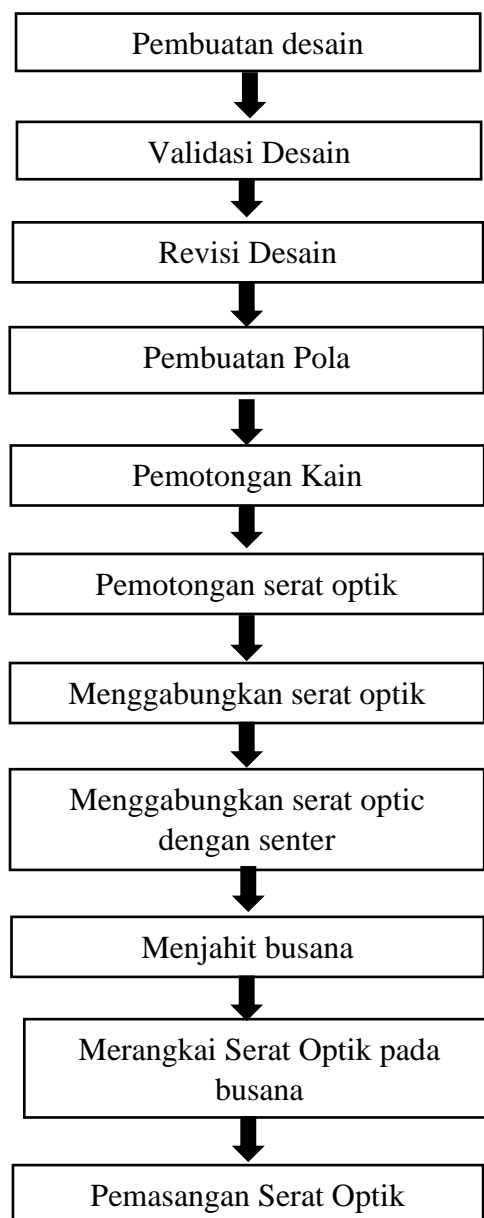 Pembuatan desain
Validasi Desain
Revisi Desain
Pembuatan Pola
Pemotongan Kain
Pemotongan serat optik
Menggabungkan serat optik
Menggabungkan serat optic
dengan senter
Menjahit busana
Merangkai Serat Optik pada
busana
Pemasangan Serat Optik